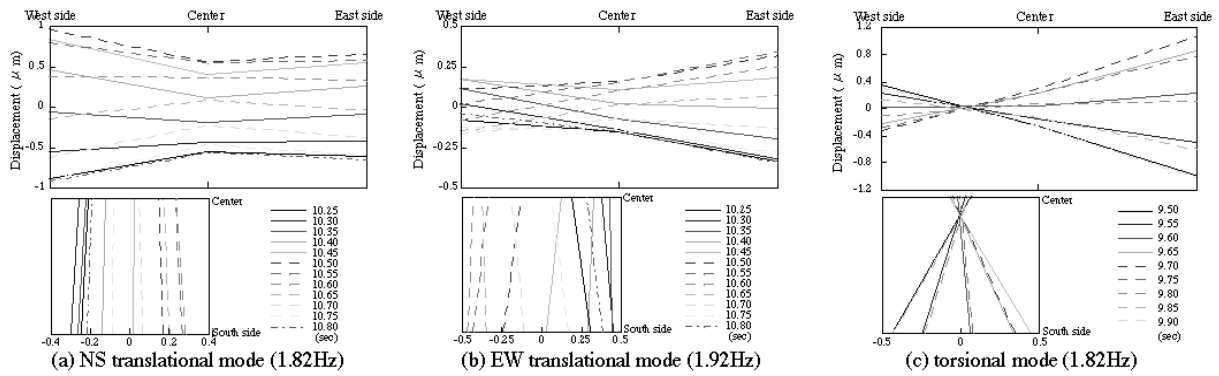 West side Center East side
1
0.5
0
-0.5
-1
Displacement ( μ m)
Center
South side
-0.4 -0.2 0 0.2 0.4
10.25
10.30
10.35
10.40
10.45
10.50
10.55
10.60
10.65
10.70
10.75
10.80
(sec)
(a) NS translational mode (1.82Hz)
West side Center East side
0.5
0.25
0
-0.25
-0.5
Displacement ( μ m)
Center
South side
-0.5 0 0.5
10.25
10.30
10.35
10.40
10.45
10.50
10.55
10.60
10.65
10.70
10.75
10.80
(sec)
(b) EW translational mode (1.92Hz)
West side Center East side
1.2
0.8
0.4
0
-0.4
-0.8
-1.2
Displacement ( μ m)
Center
South side
-0.5 0 0.5
9.50
9.55
9.60
9.65
9.70
9.75
9.80
9.85
9.90
(sec)
(c) torsional mode (1.82Hz)